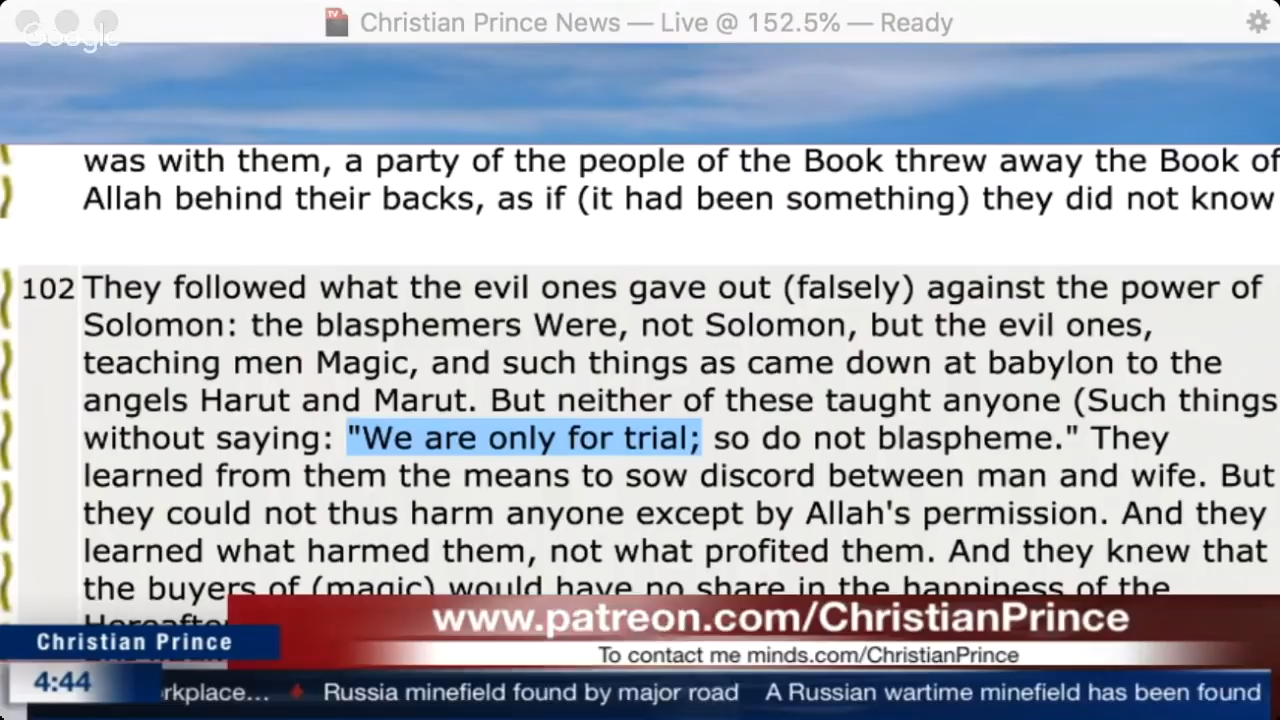 Google
Christian Prince News — Live @ 152.5% — Ready
was with them, a party of the people of the Book threw away the Book of
Allah behind their backs, as if (it had been something) they did not know
102 They followed what the evil ones gave out (falsely) against the power of
Solomon: the blasphemers Were, not Solomon, but the evil ones,
teaching men Magic, and such things as came down at babylon to the
angels Harut and Marut. But neither of these taught anyone (Such things
without saying: "We are only for trial; so do not blaspheme." They
learned from them the means to sow discord between man and wife. But
they could not thus harm anyone except by Allah's permission. And they
learned what harmed them, not what profited them. And they knew that
the buyers of (magic) would have no share in the happiness of the
www.patreon.com/ChristianPrince
Christian Prince
To contact me minds.com/ChristianPrince
4:44
rkplace... Russia minefield found by major road A Russian wartime minefield has been found